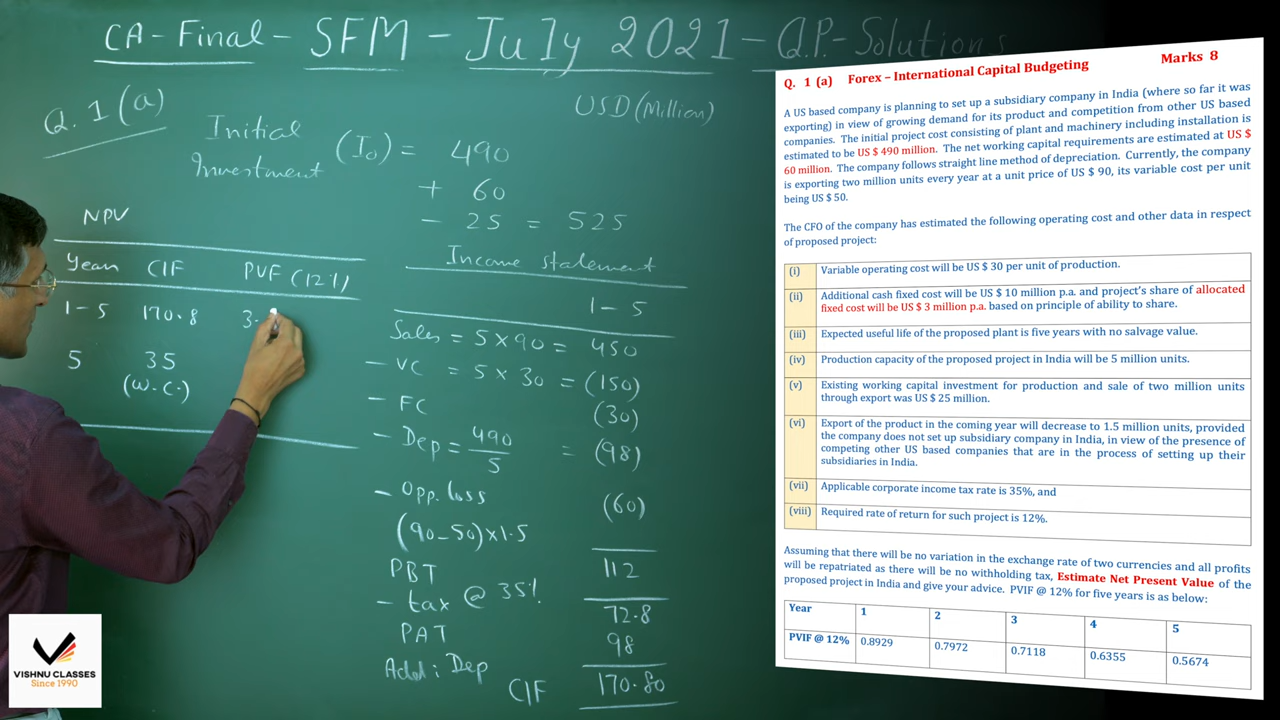 CA-Final - SFM - July 2021 - Q.P.-Solutions
Q. 1 (a)
USD (Million)
Initial Investment (I₀) = 490
+ 60
- 25 = 525
NPV
Year CIF PVF (12%)
1-5 170.8 3.
5 35
(W.C.)
Income statement
1-5
Sales = 5×90 = 450
- VC = 5×30 = (150)
- FC (30)
- Dep = 490/5 = (98)
- Opp. loss (60)
(90-50)×1.5
PBT 112
- tax @ 35%
PAT 72.8
Add: Dep 98
CIF 170.80
VISHNU CLASSES
Since 1990
Q. 1 (a) Forex – International Capital Budgeting Marks 8
A US based company is planning to set up a subsidiary company in India (where so far it was
exporting) in view of growing demand for its product and competition from other US based
companies. The initial project cost consisting of plant and machinery including installation is
estimated to be US $ 490 million. The net working capital requirements are estimated at US $
60 million. The company follows straight line method of depreciation. Currently, the company
is exporting two million units every year at a unit price of US $ 90, its variable cost per unit
being US $ 50.
The CFO of the company has estimated the following operating cost and other data in respect
of proposed project:
(i) Variable operating cost will be US $ 30 per unit of production.
(ii) Additional cash fixed cost will be US $ 10 million p.a. and project's share of allocated
fixed cost will be US $ 3 million p.a. based on principle of ability to share.
(iii) Expected useful life of the proposed plant is five years with no salvage value.
(iv) Production capacity of the proposed project in India will be 5 million units.
(v) Existing working capital investment for production and sale of two million units
through export was US $ 25 million.
(vi) Export of the product in the coming year will decrease to 1.5 million units, provided
the company does not set up subsidiary company in India, in view of the presence of
competing other US based companies that are in the process of setting up their
subsidiaries in India.
(vii) Applicable corporate income tax rate is 35%, and
(viii) Required rate of return for such project is 12%.
Assuming that there will be no variation in the exchange rate of two currencies and all profits
will be repatriated as there will be no withholding tax, Estimate Net Present Value of the
proposed project in India and give your advice. PVIF @ 12% for five years is as below:
Year 1 2 3 4 5
PVIF @ 12% 0.8929 0.7972 0.7118 0.6355 0.5674